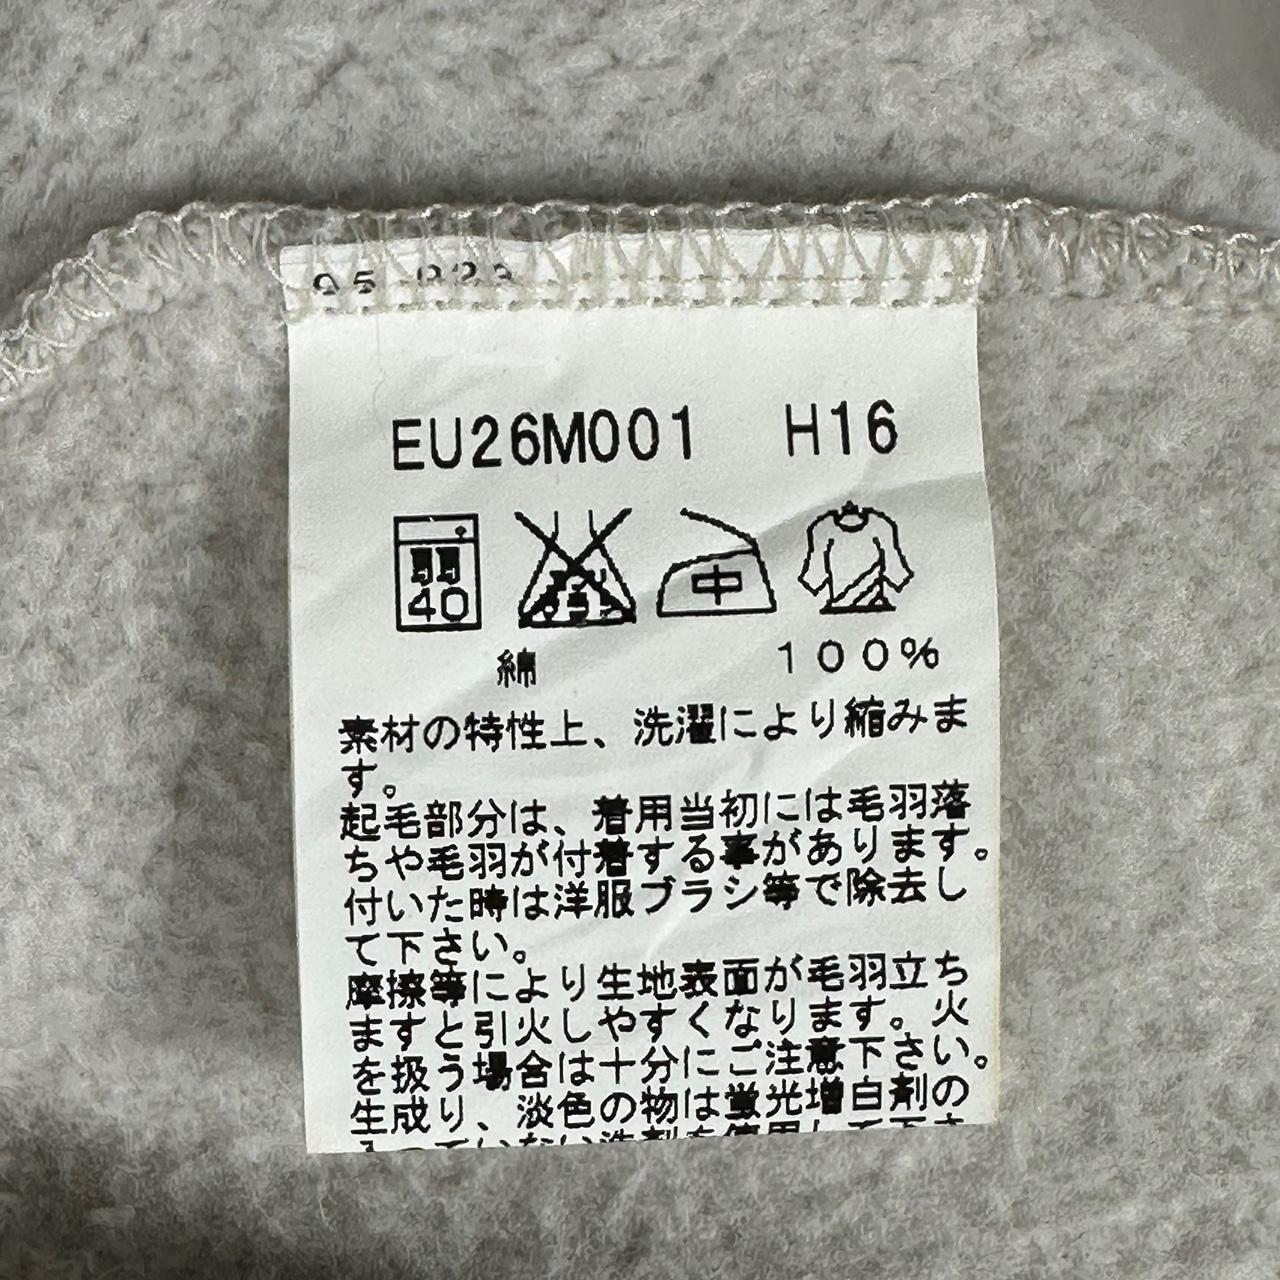 EU26M001 H16
弱
40
中
綿 100%
素材の特性上、洗濯により縮みま
す。
起毛部分は、着用当初には毛羽落
ちや毛羽が付着する事があります。
付いた時は洋服ブラシ等で除去し
て下さい。
摩擦等により生地表面が毛羽立ち
ますと引火しやすくなります。火
を扱う場合は十分にご注意下さい。
生成り、淡色の物は蛍光増白剤の